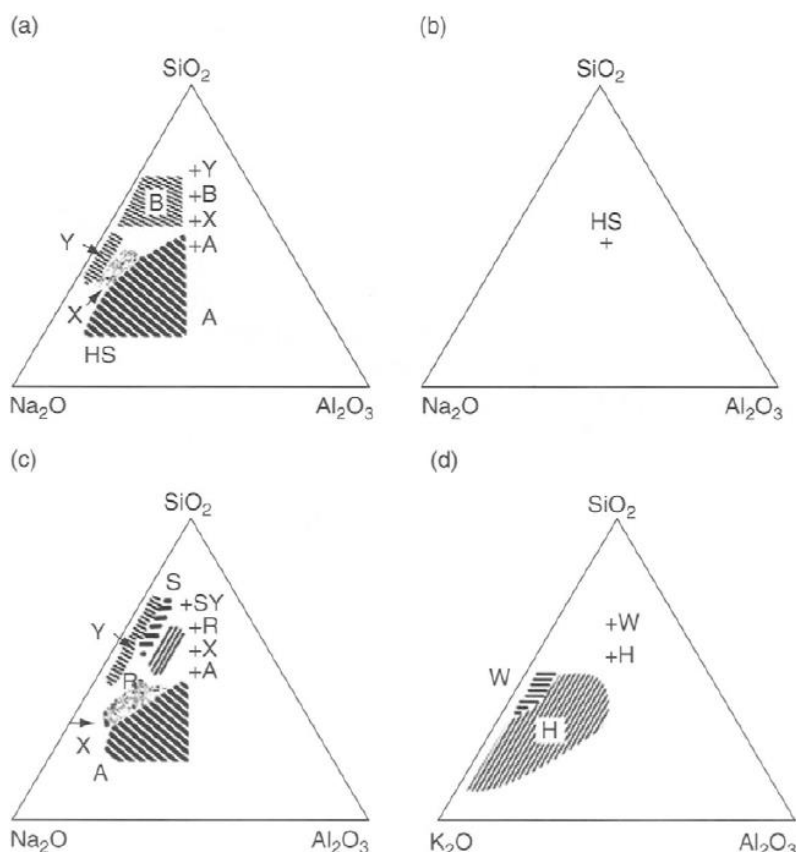 (a)
SiO₂
+Y
B +B
+X
Y +A
X A
HS
Na₂O Al₂O₃
(b)
SiO₂
HS
+
Na₂O Al₂O₃
(c)
SiO₂
S
+SY
Y +R
+X
R +A
X
A
Na₂O Al₂O₃
(d)
SiO₂
+W
+H
W
H
K₂O Al₂O₃